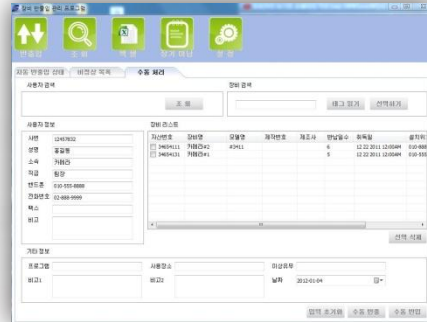 장비 반출입 관리 프로그램
반출입
조 회
엑 셀
설 정
자동 반출입 상태
비정상 목록
수동 처리
사용자 검색
장비 검색
조 회
태그 읽기
선택하기
사용자 정보
장비 리스트
사번
12457832
성명
홍길동
소속
카메라
직급
팀장
핸드폰
010-555-8888
전화번호
02-888-9999
팩스
비고
자산번호 장비명 모델명 제작번호 제조사 반납일수 취득일 설치위
34654111 카메라#2 #3411 6 12 22 2011 12:00AM 010-888
34654131 카메라#1 5 12 22 2011 12:00AM 010-555
선택 삭제
기타 정보
프로그램
사용장소
이상유무
비고1
비고2
날짜
2012-01-04
입력 초기화
수동 반출
수동 반입